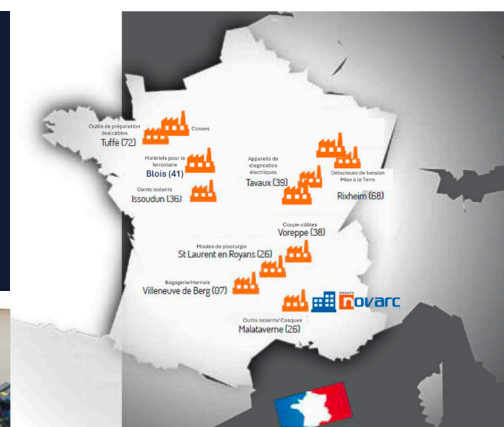 Outils de préparation
des câbles
Tuffé (72)
Cosses
Matériels pour le
ferroviaire
Blois (41)
Gants isolants
Issoudun (36)
Appareils de
diagnostics
électriques
Tavaux (39)
Détecteurs de tension
Mise à la Terre
Rixheim (68)
Coupe-câbles
Voreppe (38)
Moules de plasturgie
St Laurent en Royans (26)
Bagagerie/Harnais
Villeneuve de Berg (07)
novarc
Outils isolants/Casques
Malataverne (26)